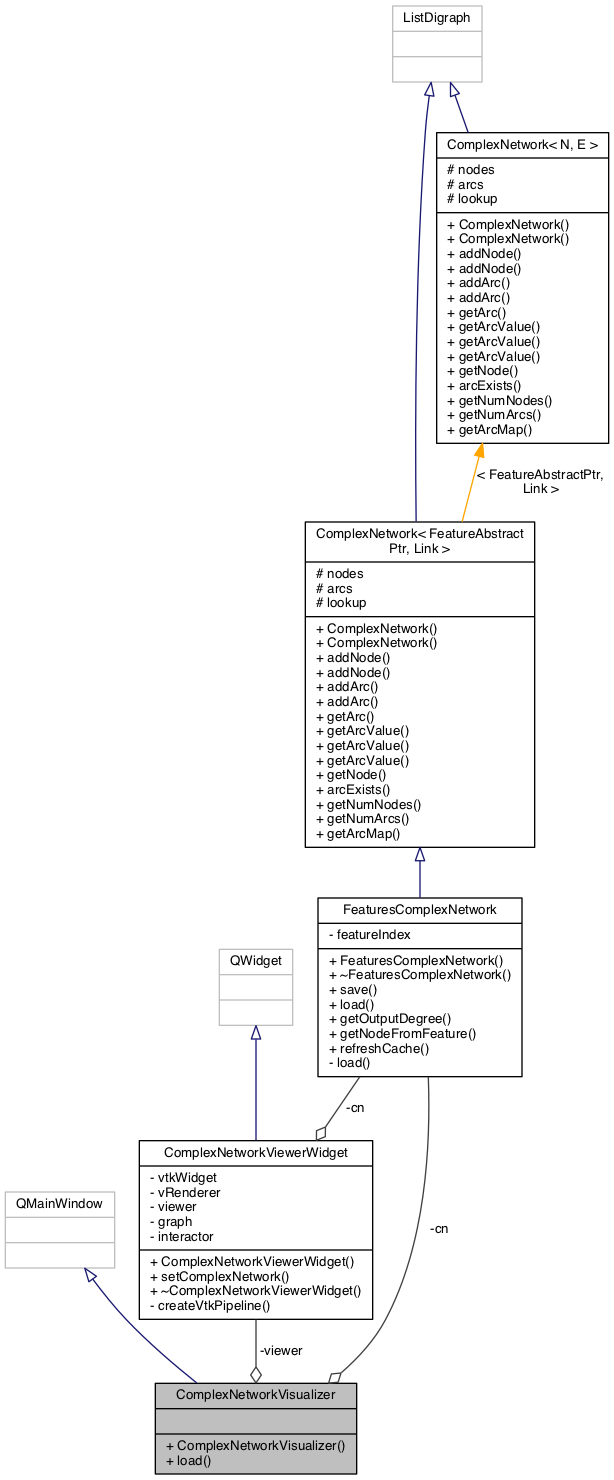 ListDigraph
ComplexNetwork< N, E >
# nodes
# arcs
# lookup
+ ComplexNetwork()
+ ComplexNetwork()
+ addNode()
+ addNode()
+ addArc()
+ addArc()
+ getArc()
+ getArcValue()
+ getArcValue()
+ getArcValue()
+ getNode()
+ arcExists()
+ getNumNodes()
+ getNumArcs()
+ getArcMap()
< FeatureAbstractPtr,
Link >
ComplexNetwork< FeatureAbstract
Ptr, Link >
# nodes
# arcs
# lookup
+ ComplexNetwork()
+ ComplexNetwork()
+ addNode()
+ addNode()
+ addArc()
+ addArc()
+ getArc()
+ getArcValue()
+ getArcValue()
+ getArcValue()
+ getNode()
+ arcExists()
+ getNumNodes()
+ getNumArcs()
+ getArcMap()
FeaturesComplexNetwork
- featureIndex
+ FeaturesComplexNetwork()
+ ~FeaturesComplexNetwork()
+ save()
+ load()
+ getOutputDegree()
+ getNodeFromFeature()
+ refreshCache()
- load()
QWidget
-cn
ComplexNetworkViewerWidget
- vtkWidget
- vRenderer
- viewer
- graph
- interactor
+ ComplexNetworkViewerWidget()
+ setComplexNetwork()
+ ~ComplexNetworkViewerWidget()
- createVtkPipeline()
QMainWindow
-cn
-viewer
ComplexNetworkVisualizer
+ ComplexNetworkVisualizer()
+ load()